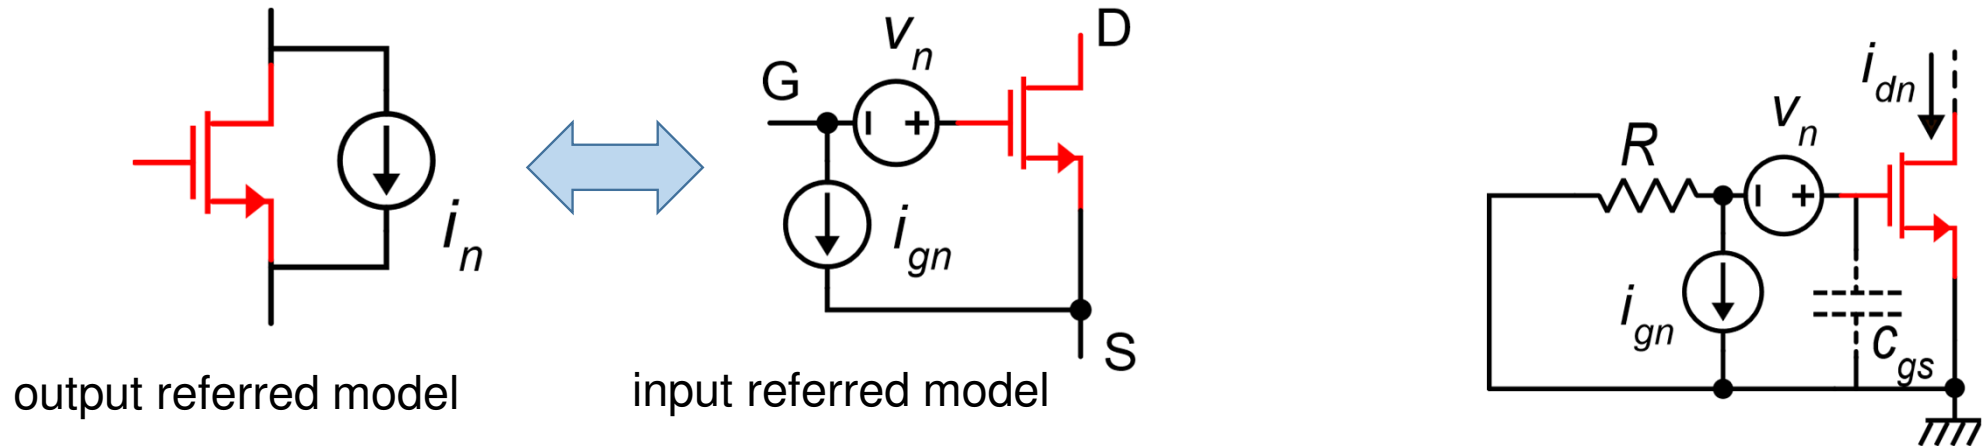 i_n
output referred model
G
v_n
D
i_gn
S
input referred model
R
v_n
i_dn
i_gn
c_gs